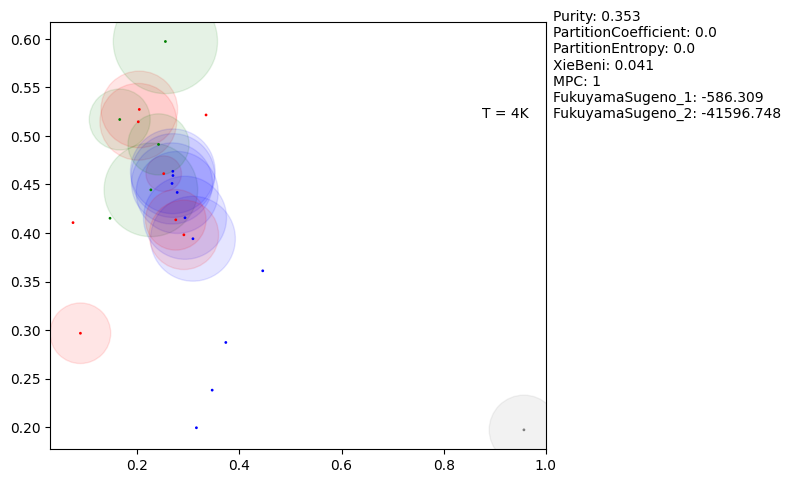 Purity: 0.353
PartitionCoefficient: 0.0
PartitionEntropy: 0.0
XieBeni: 0.041
MPC: 1
FukuyamaSugeno_1: -586.309
FukuyamaSugeno_2: -41596.748
T = 4K
0.60
0.55
0.50
0.45
0.40
0.35
0.30
0.25
0.20
0.2
0.4
0.6
0.8
1.0